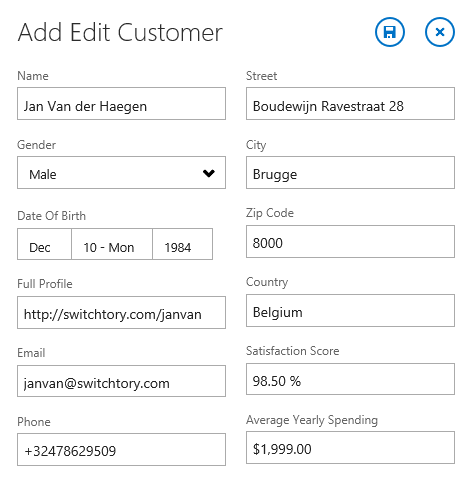 Add Edit Customer
Name
Jan Van der Haegen
Gender
Male
Date Of Birth
Dec 10 - Mon 1984
Full Profile
http://switchtory.com/janvan
Email
janvan@switchtory.com
Phone
+32478629509
Street
Boudewijn Ravestraat 28
City
Brugge
Zip Code
8000
Country
Belgium
Satisfaction Score
98.50 %
Average Yearly Spending
$1,999.00